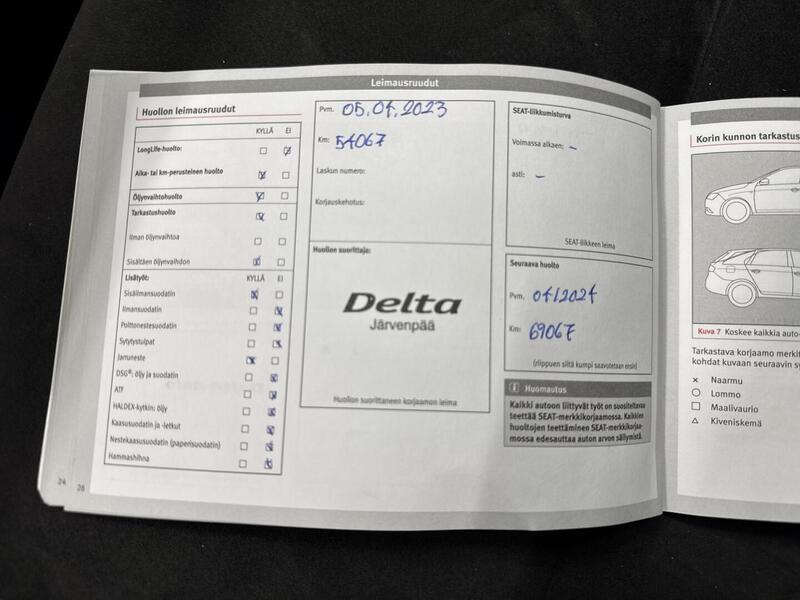 Leimausruudut
Huollon leimausruudut
KYLLÄ EI
LongLife-huolto:
Aika- tai km-perusteinen huolto
Öljynvaihtohuolto
Tarkastushuolto
Ilman öljynvaihtoa
Sisältäen öljynvaihdon
Lisätyöt: KYLLÄ EI
Sisäilmansuodatin
Ilmansuodatin
Polttonestesuodatin
Sytytystulpat
Jarruneste
DSG®: öljy ja suodatin
ATF
HALDEX-kytkin: öljy
Kaasusuodatin ja -letkut
Nestekaasusuodatin (paperisuodatin)
Hammashihna
24 26
Pvm. 05.04.2023
Km: 54067
Laskun numero:
Korjauskehotus:
Huollon suorittaja:
Delta
Järvenpää
Huollon suorittaneen korjaamon leima
SEAT-liikkumisturva
Voimassa alkaen: –
asti: –
SEAT-liikkeen leima
Seuraava huolto
Pvm. 04/2024
Km: 69067
(riippuen siitä kumpi saavutetaan ensin)
i Huomautus
Kaikki autoon liittyvät työt on suositeltavaa
teettää SEAT-merkkikorjaamossa. Kaikkien
huoltojen teettäminen SEAT-merkkikorjaa-
mossa edesauttaa auton arvon säilymistä.
Korin kunnon tarkastus
Kuva 7 Koskee kaikkia auto-
Tarkastava korjaamo merkit
kohdat kuvaan seuraavin sy
× Naarmu
○ Lommo
□ Maalivaurio
△ Kiveniskemä